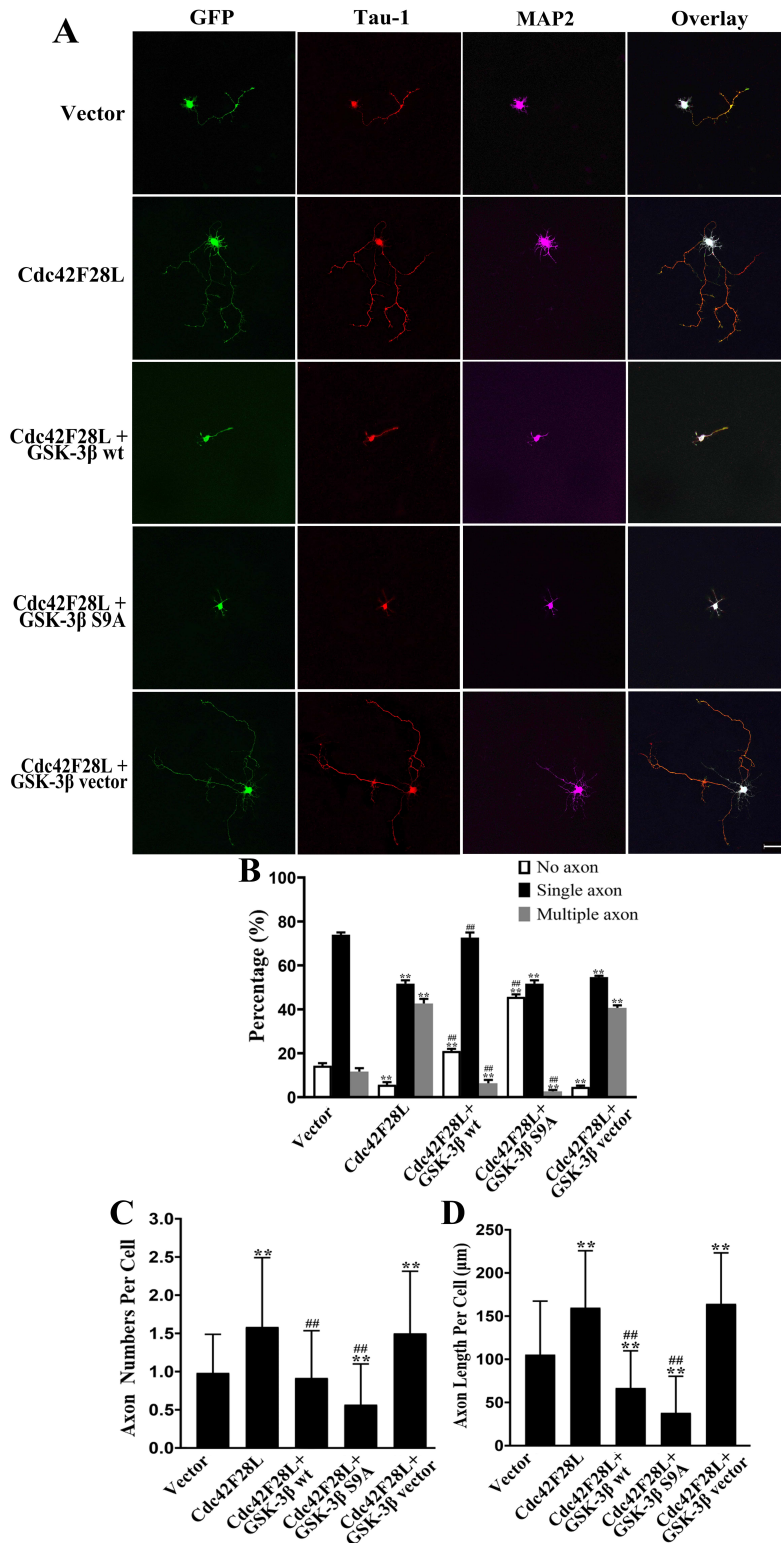 A
GFP
Tau-1
MAP2
Overlay
Vector
Cdc42F28L
Cdc42F28L +
GSK-3β wt
Cdc42F28L +
GSK-3β S9A
Cdc42F28L +
GSK-3β vector
B
No axon
Single axon
Multiple axon
Percentage (%)
100
80
60
40
20
0
** ** **
## ** ## ## **
## ** ** ## **
** ** **
Vector
Cdc42F28L
Cdc42F28L+
GSK-3β wt
Cdc42F28L+
GSK-3β S9A
Cdc42F28L+
GSK-3β vector
C
Axon Numbers Per Cell
3.0
2.5
2.0
1.5
1.0
0.5
0.0
**
##
##
**
**
Vector
Cdc42F28L
Cdc42F28L+
GSK-3β wt
Cdc42F28L+
GSK-3β S9A
Cdc42F28L+
GSK-3β vector
D
Axon Length Per Cell (μm)
250
200
150
100
50
0
**
##
**
##
**
**
Vector
Cdc42F28L
Cdc42F28L+
GSK-3β wt
Cdc42F28L+
GSK-3β S9A
Cdc42F28L+
GSK-3β vector